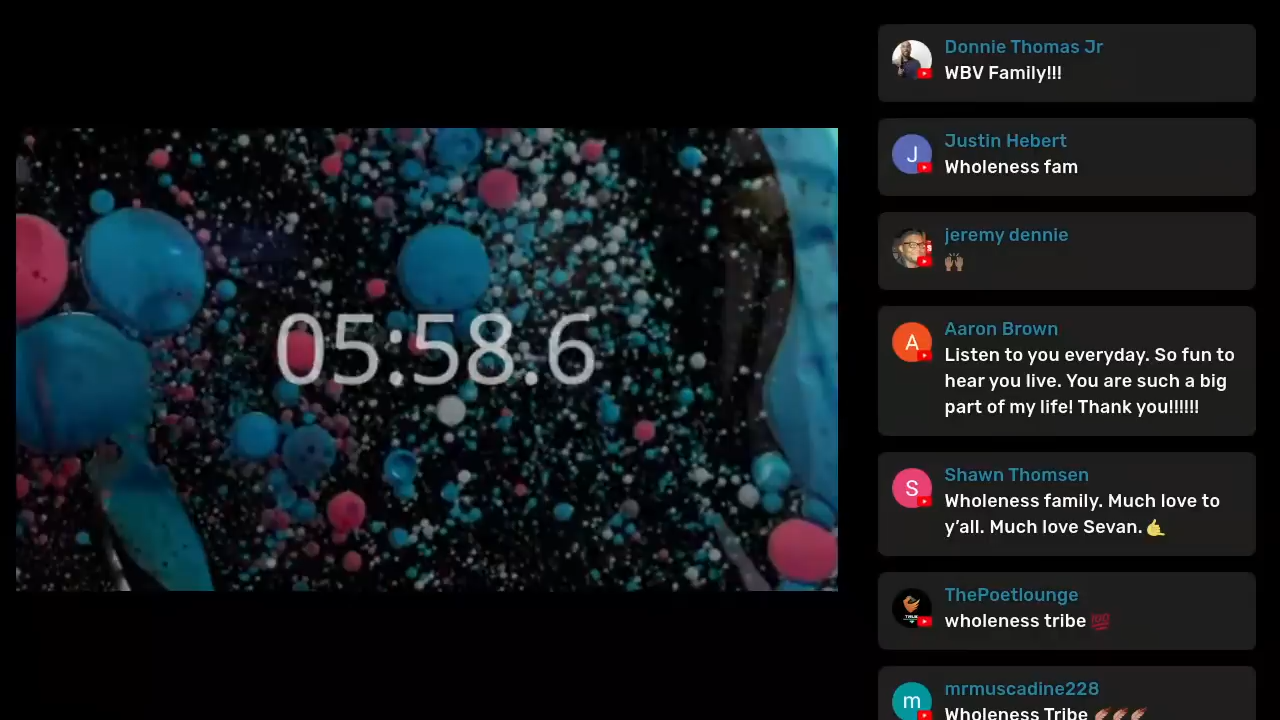 05:58.6
Donnie Thomas Jr
WBV Family!!!
J
Justin Hebert
Wholeness fam
jeremy dennie
🙌🏽
A
Aaron Brown
Listen to you everyday. So fun to
hear you live. You are such a big
part of my life! Thank you!!!!!!
S
Shawn Thomsen
Wholeness family. Much love to
y’all. Much love Sevan. 🤙
ThePoetlounge
wholeness tribe 💯
m
mrmuscadine228
Wholeness Tribe